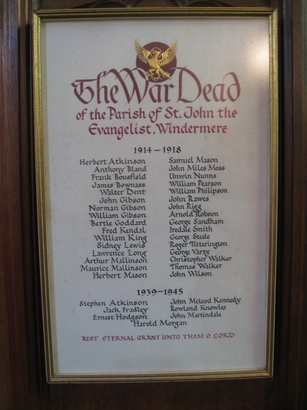 The War Dead
of the Parish of St. John the
Evangelist, Windermere
1914 – 1918
Herbert Atkinson
Anthony Bland
Frank Bousfield
James Bownass
Walter Dent
John Gibson
Norman Gibson
William Gibson
Bertie Goddard
Fred Kendal
William King
Sidney Lewis
Lawrence Long
Arthur Mallinson
Maurice Mallinson
Herbert Mason
Samuel Mason
John Miles Moss
Unwin Nunns
William Pearson
William Philipson
John Rawes
John Rigg
Arnold Robson
George Sandham
Iredale Smith
George Steele
Roger Titterington
George Varey
Christopher Walker
Thomas Walker
John Wilson
1939-1945
Stephen Atkinson
Jack Fradley
Ernest Hodgson
John Mcleod Kennedy
Rowland Knowles
John Martindale
Harold Morgan
REST ETERNAL GRANT UNTO THEM O LORD